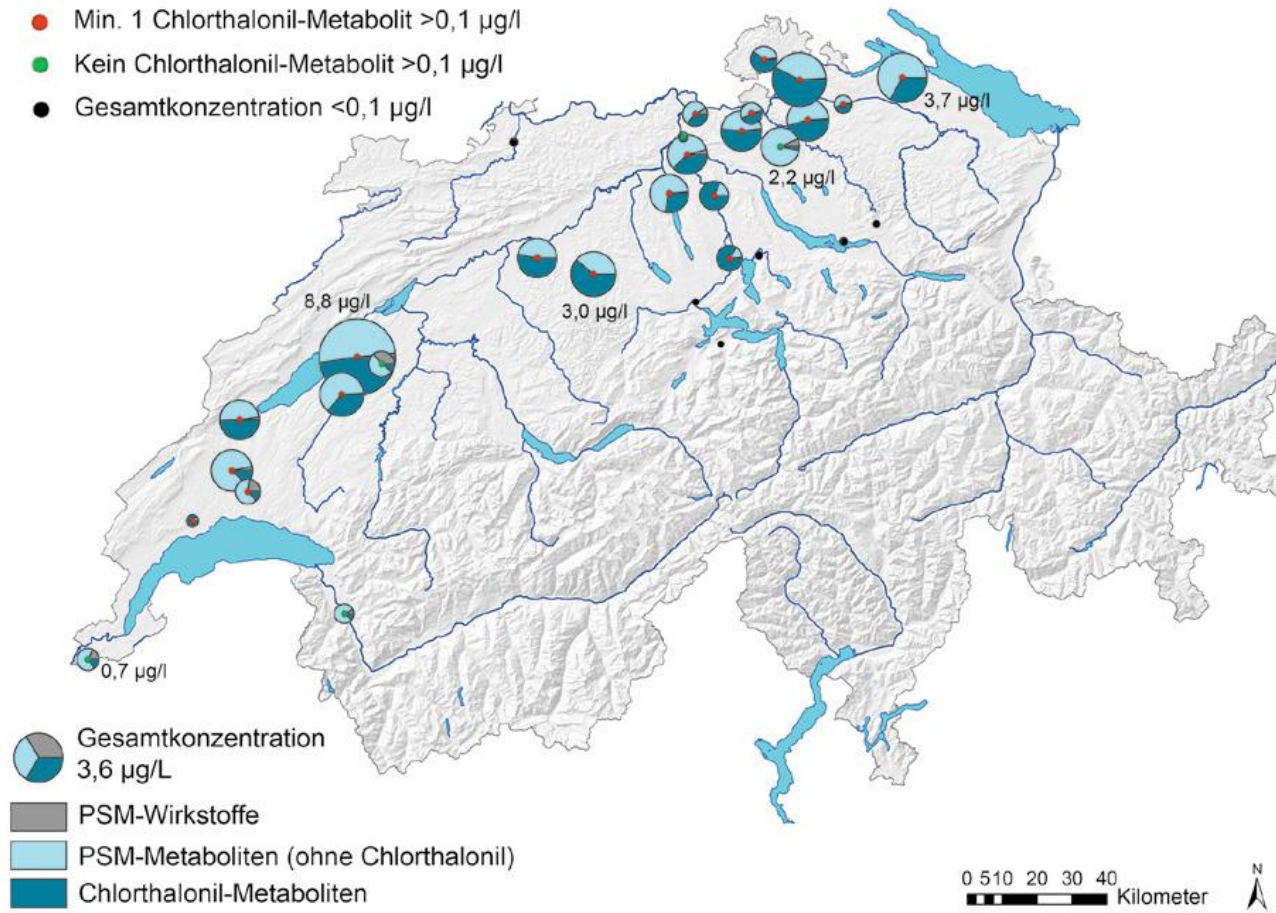 Min. 1 Chlorthalonil-Metabolit >0,1 µg/l
Kein Chlorthalonil-Metabolit >0,1 µg/l
Gesamtkonzentration <0,1 µg/l
3,7 µg/l
2,2 µg/l
3,0 µg/l
8,8 µg/l
0,7 µg/l
Gesamtkonzentration
3,6 µg/L
PSM-Wirkstoffe
PSM-Metaboliten (ohne Chlorthalonil)
Chlorthalonil-Metaboliten
0 5 10 20 30 40 Kilometer
N